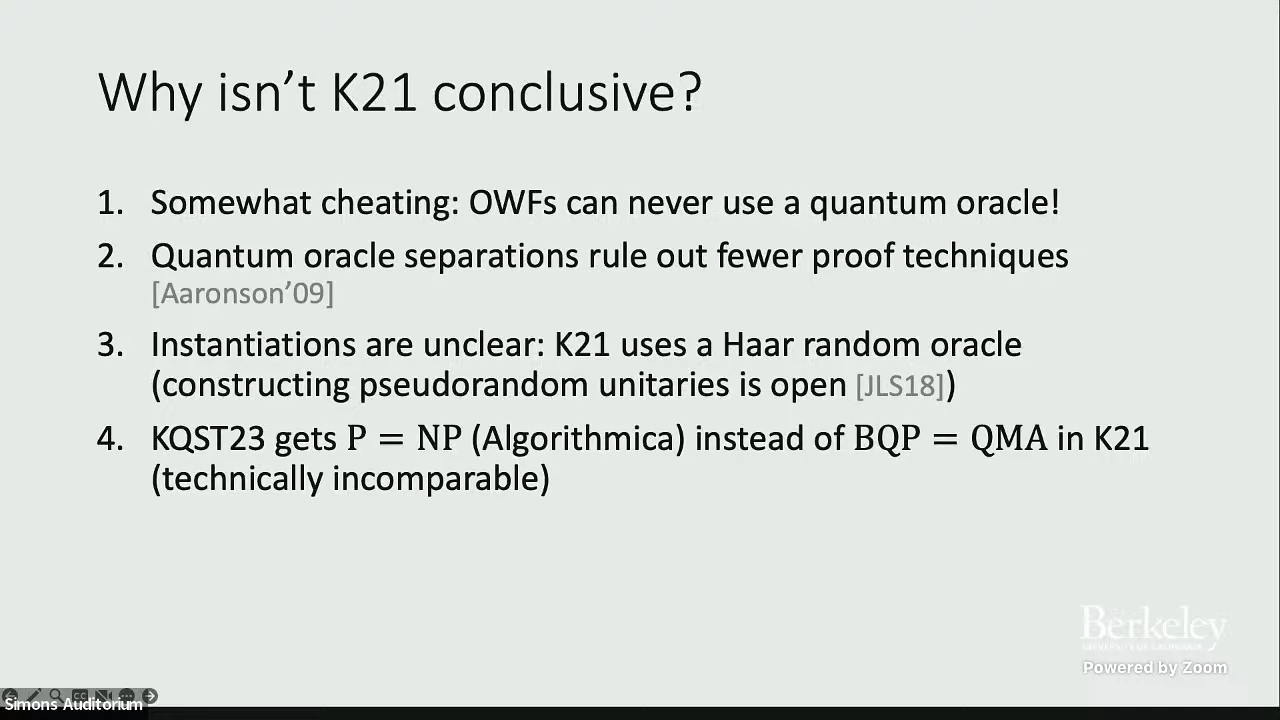 Why isn’t K21 conclusive?
1. Somewhat cheating: OWFs can never use a quantum oracle!
2. Quantum oracle separations rule out fewer proof techniques
[Aaronson’09]
3. Instantiations are unclear: K21 uses a Haar random oracle
(constructing pseudorandom unitaries is open [JLS18])
4. KQST23 gets P = NP (Algorithmica) instead of BQP = QMA in K21
(technically incomparable)
Berkeley
UNIVERSITY OF CALIFORNIA
Powered by Zoom
Simons Auditorium